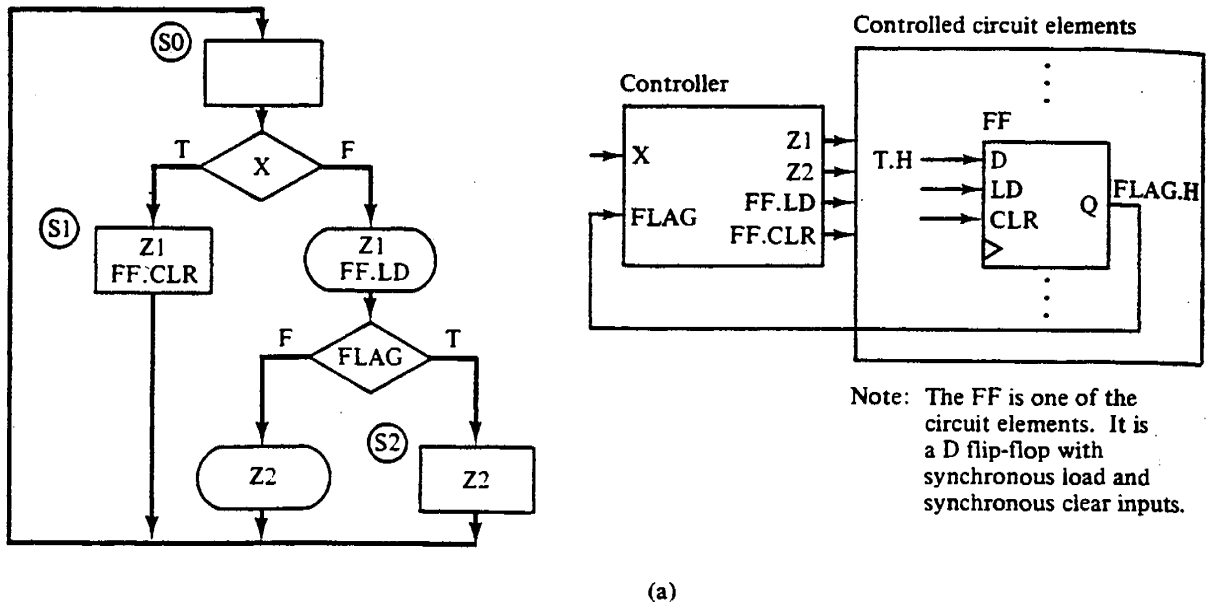 S0
X
T
F
S1
Z1
FF.CLR
Z1
FF.LD
FLAG
F
T
Z2
S2
Z2
Controlled circuit elements
Controller
X
FLAG
Z1
Z2
FF.LD
FF.CLR
FF
T.H
D
LD
CLR
Q
FLAG.H
Note: The FF is one of the
circuit elements. It is
a D flip-flop with
synchronous load and
synchronous clear inputs.
(a)